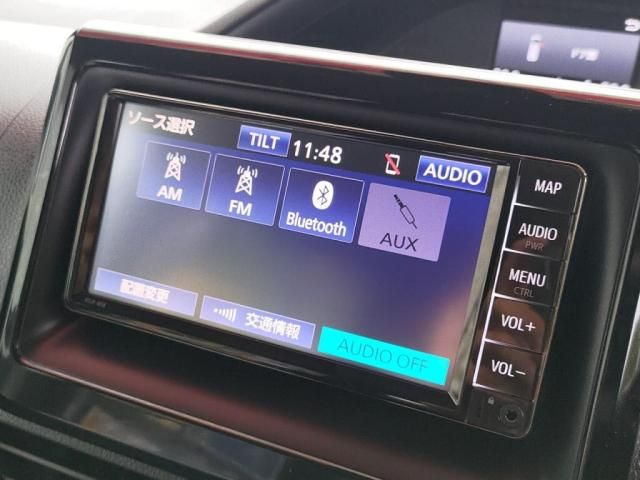 ソース選択
TILT
11:48
AUDIO
AM
FM
Bluetooth
AUX
配置変更
交通情報
AUDIO OFF
MAP
AUDIO
PWR
MENU
CTRL
VOL+
VOL-